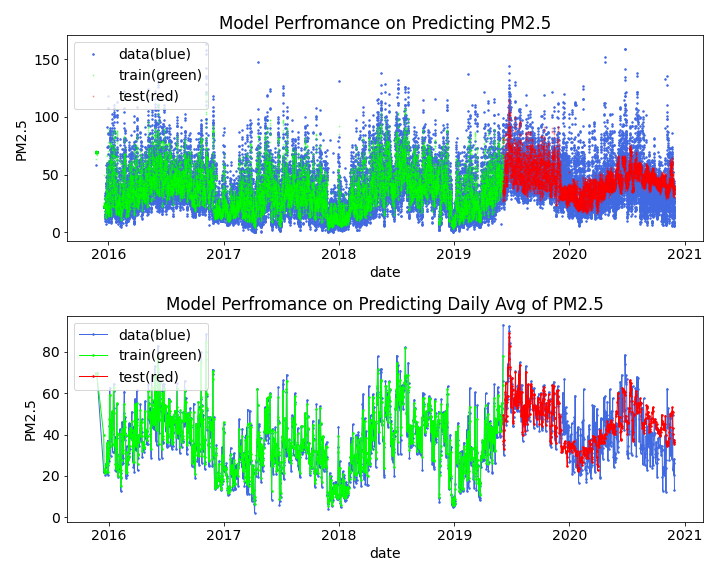 Model Perfromance on Predicting PM2.5
data(blue)
train(green)
test(red)
PM2.5
150
100
50
0
2016 2017 2018 2019 2020 2021
date
Model Perfromance on Predicting Daily Avg of PM2.5
data(blue)
train(green)
test(red)
PM2.5
80
60
40
20
0
2016 2017 2018 2019 2020 2021
date